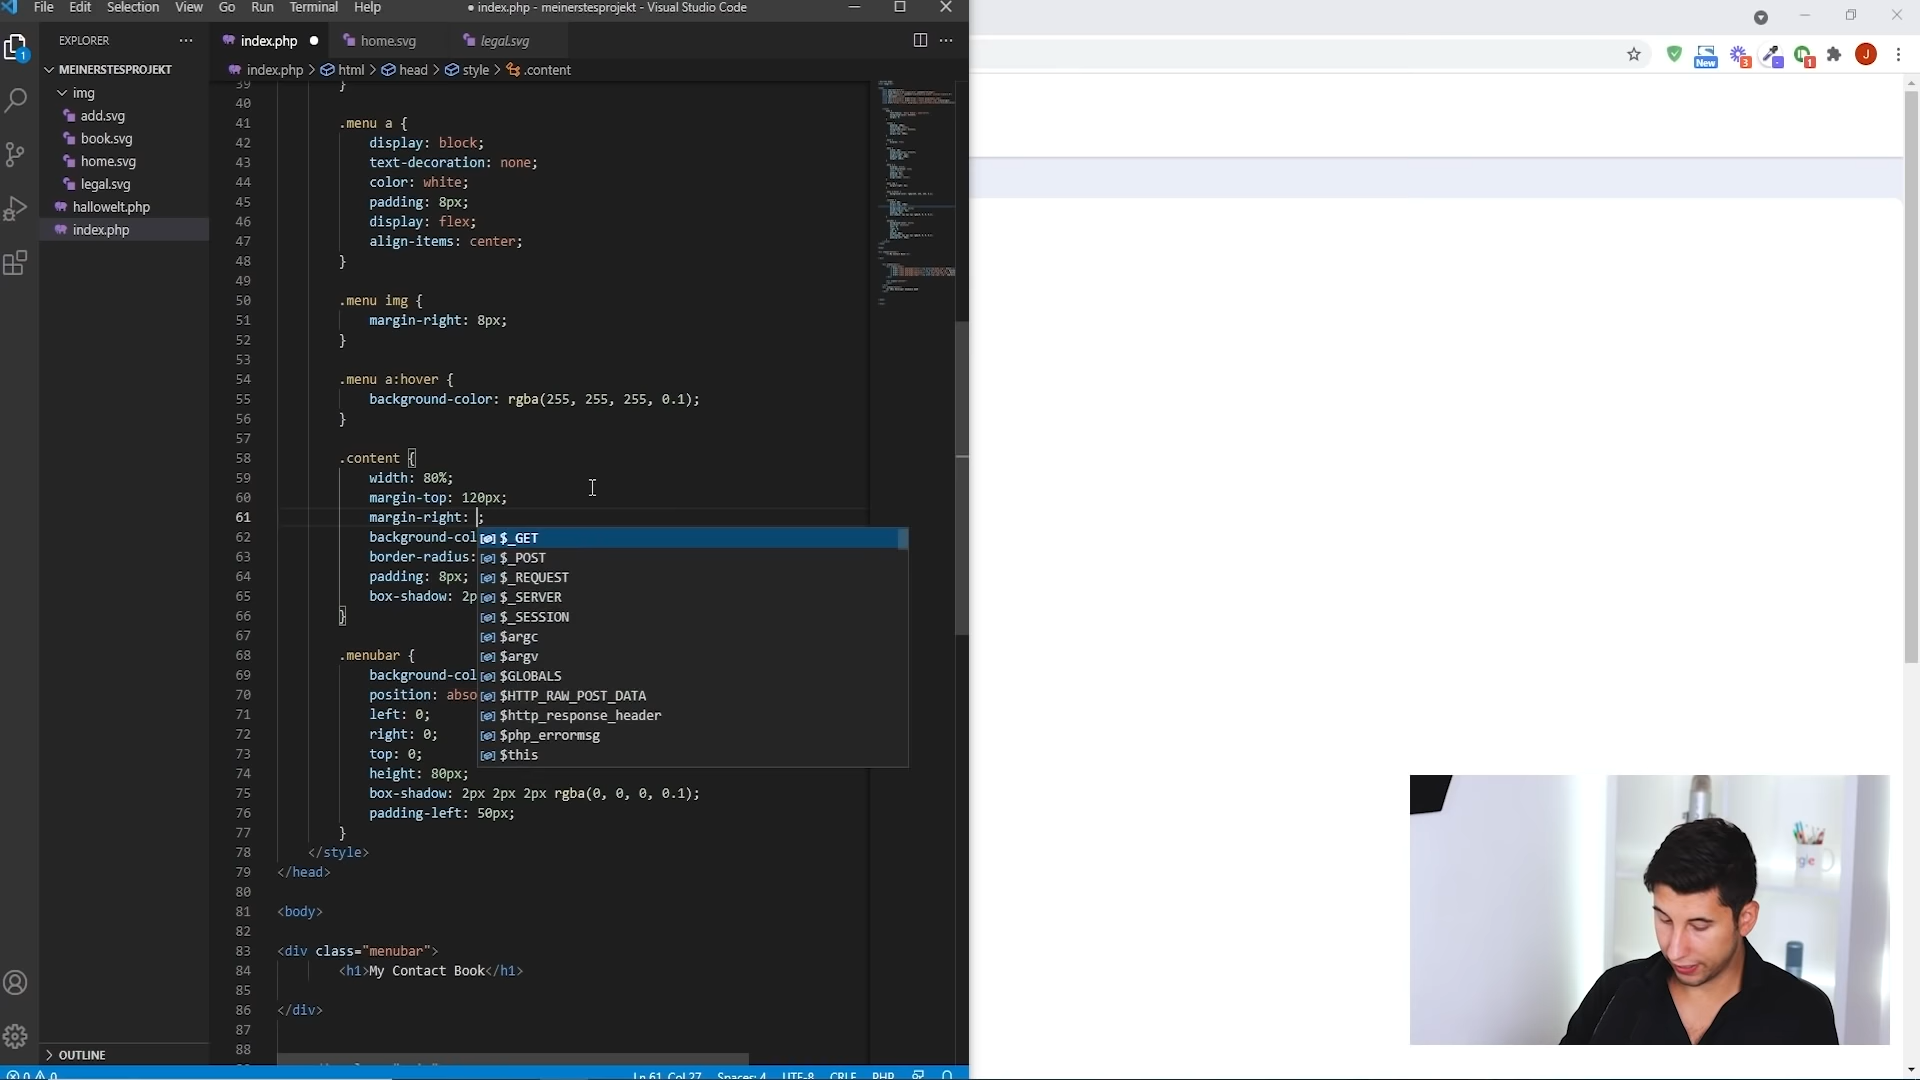 File Edit Selection View Go Run Terminal Help
● index.php - meinerstesprojekt - Visual Studio Code
EXPLORER ···
index.php ●
home.svg
legal.svg
index.php > html > head > style > .content
1
MEINERSTESPROJEKT
img
add.svg
book.svg
home.svg
legal.svg
hallowelt.php
index.php
OUTLINE
39 }
40
41 .menu a {
42 display: block;
43 text-decoration: none;
44 color: white;
45 padding: 8px;
46 display: flex;
47 align-items: center;
48 }
49
50 .menu img {
51 margin-right: 8px;
52 }
53
54 .menu a:hover {
55 background-color: rgba(255, 255, 255, 0.1);
56 }
57
58 .content {
59 width: 80%;
60 margin-top: 120px;
61 margin-right: ;
62 background-col
63 border-radius:
64 padding: 8px;
65 box-shadow: 2p
66 }
67
68 .menubar {
69 background-col
70 position: abso
71 left: 0;
72 right: 0;
73 top: 0;
74 height: 80px;
75 box-shadow: 2px 2px 2px rgba(0, 0, 0, 0.1);
76 padding-left: 50px;
77 }
78 </style>
79 </head>
80
81 <body>
82
83 <div class="menubar">
84 <h1>My Contact Book</h1>
85
86 </div>
87
88
$_GET
$_POST
$_REQUEST
$_SERVER
$_SESSION
$argc
$argv
$GLOBALS
$HTTP_RAW_POST_DATA
$http_response_header
$php_errormsg
$this
0 0
Ln 61, Col 27 Spaces: 4 UTF-8 CRLF PHP
New
3
-
1
J